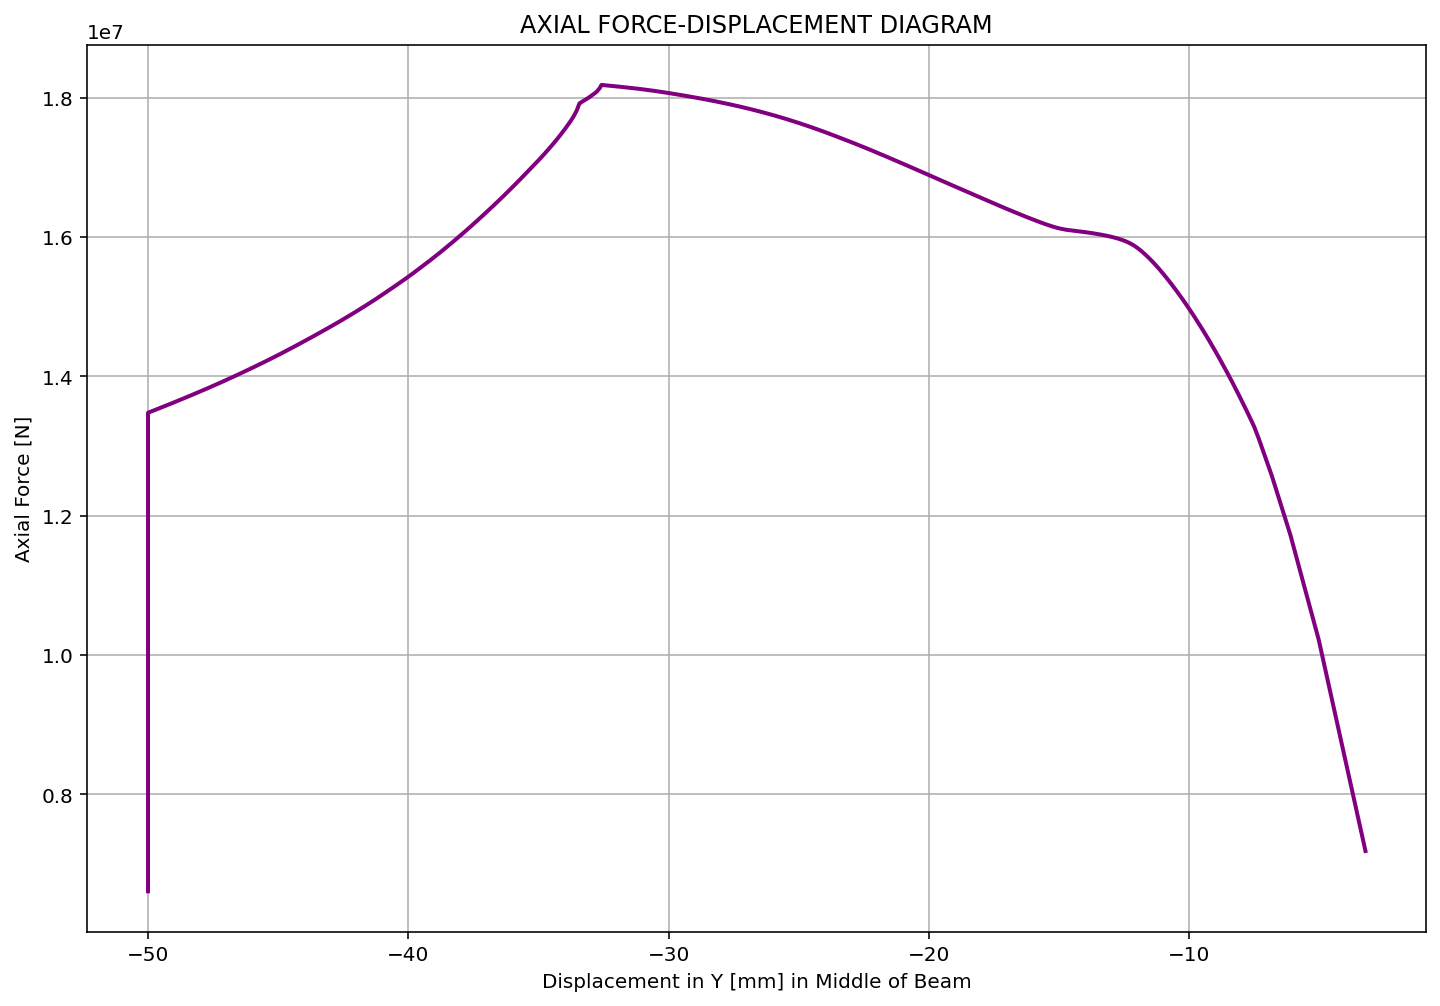 AXIAL FORCE-DISPLACEMENT DIAGRAM
1e7
1.8
1.6
1.4
1.2
1.0
0.8
Axial Force [N]
−50 −40 −30 −20 −10
Displacement in Y [mm] in Middle of Beam